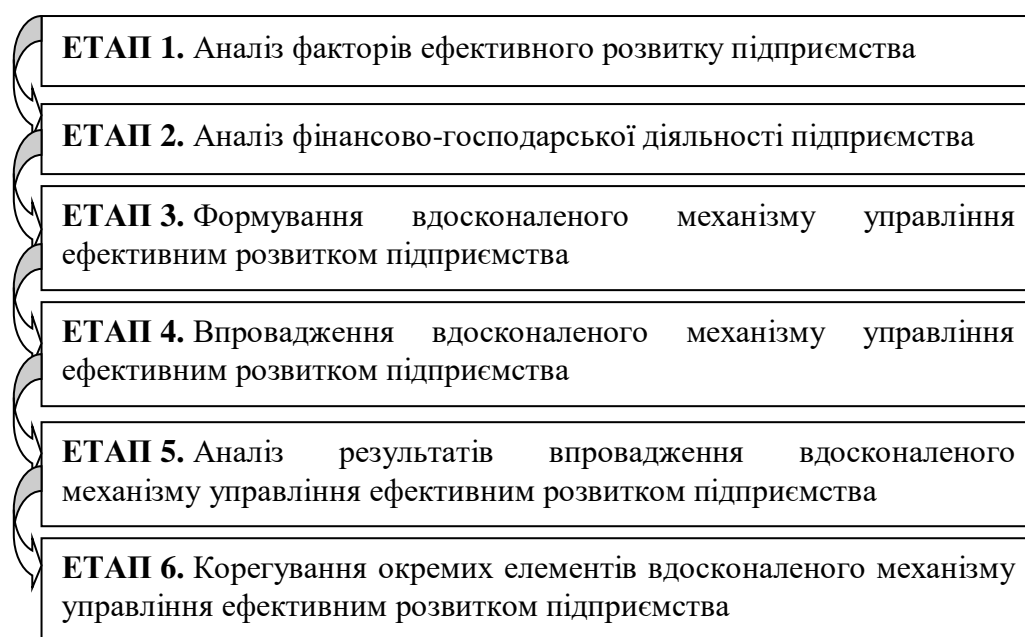 ЕТАП 1. Аналіз факторів ефективного розвитку підприємства
ЕТАП 2. Аналіз фінансово-господарської діяльності підприємства
ЕТАП 3. Формування вдосконаленого механізму управління
ефективним розвитком підприємства
ЕТАП 4. Впровадження вдосконаленого механізму управління
ефективним розвитком підприємства
ЕТАП 5. Аналіз результатів впровадження вдосконаленого
механізму управління ефективним розвитком підприємства
ЕТАП 6. Корегування окремих елементів вдосконаленого механізму
управління ефективним розвитком підприємства